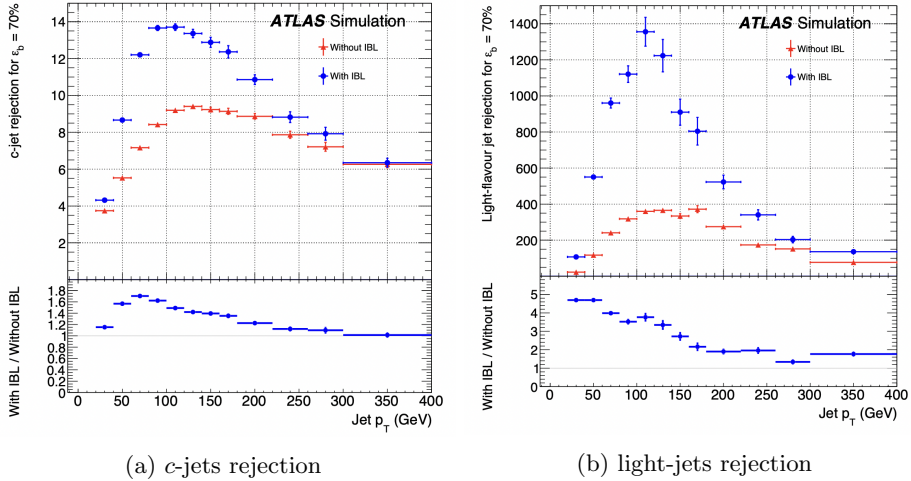 c-jet rejection for ε_b = 70%
14
12
10
8
6
4
2
ATLAS Simulation
Without IBL
With IBL
With IBL / Without IBL
1.8
1.6
1.4
1.2
1
0.8
0.6
0.4
0.2
0
0 50 100 150 200 250 300 350 400
Jet p_T (GeV)
(a) c-jets rejection
Light-flavour jet rejection for ε_b = 70%
1400
1200
1000
800
600
400
200
ATLAS Simulation
Without IBL
With IBL
With IBL / Without IBL
5
4
3
2
1
0
0 50 100 150 200 250 300 350 400
Jet p_T (GeV)
(b) light-jets rejection